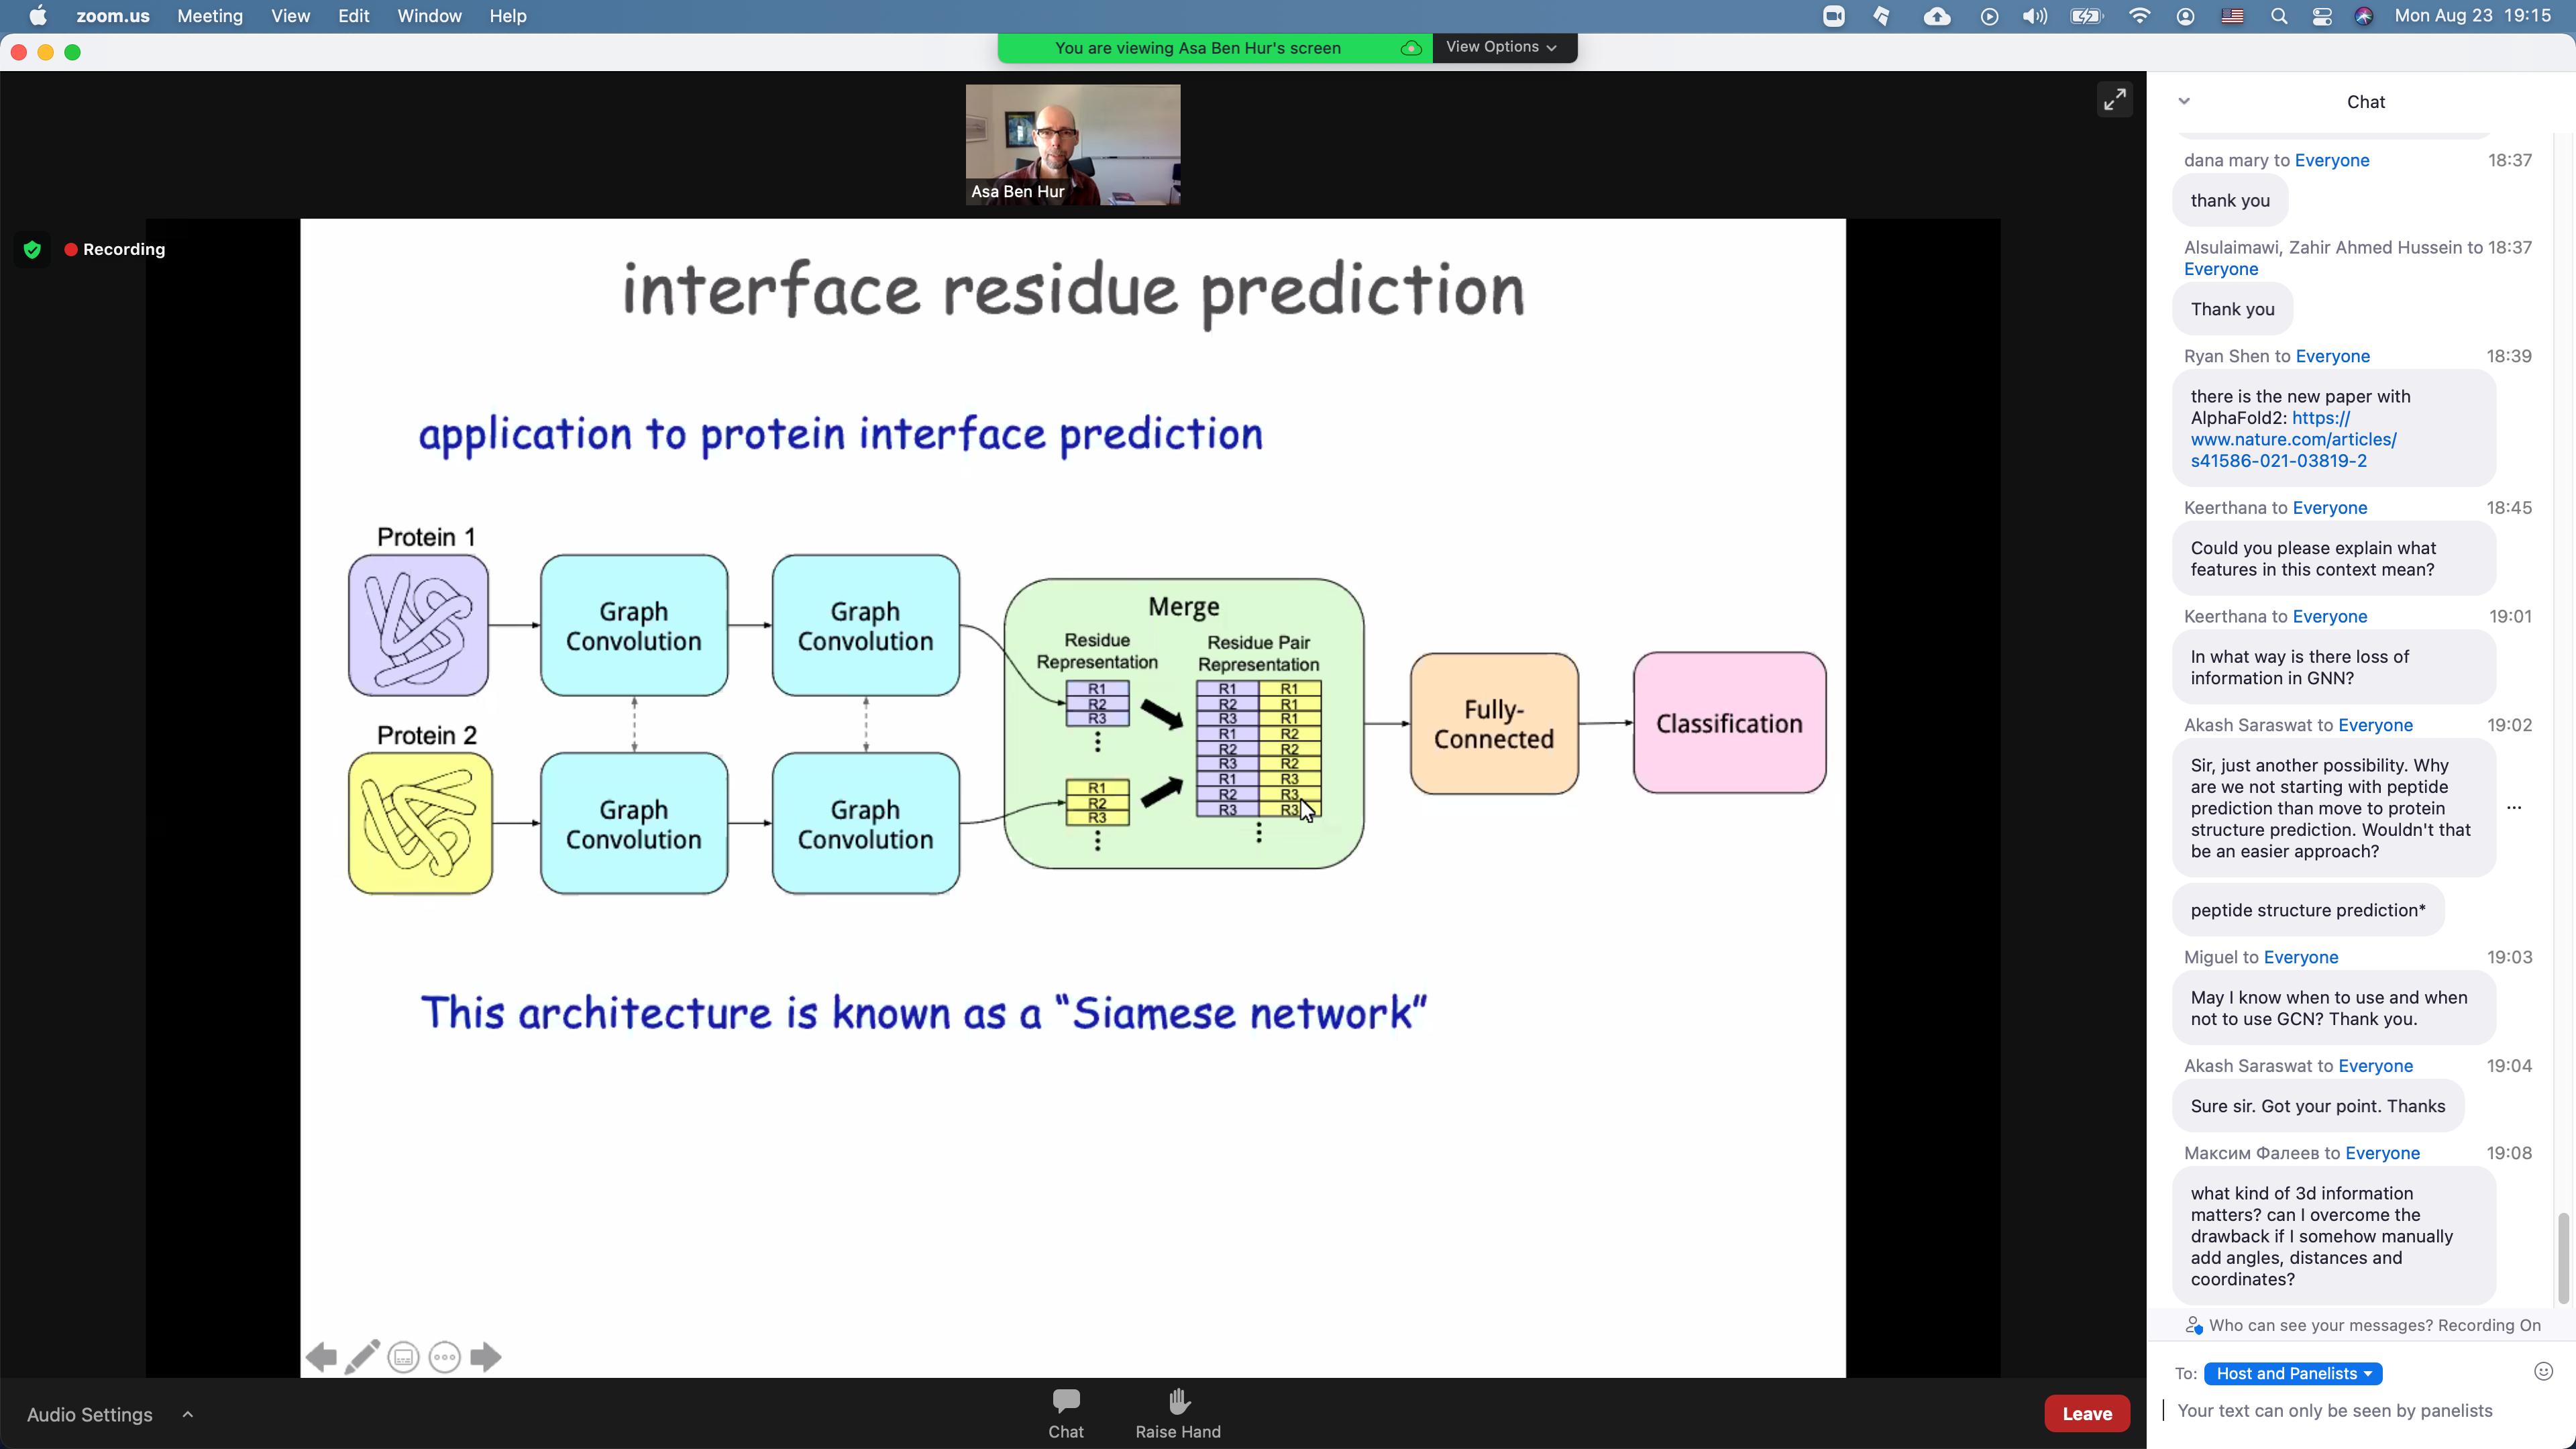 zoom.us Meeting View Edit Window Help
Mon Aug 23 19:15
You are viewing Asa Ben Hur's screen
View Options
Asa Ben Hur
Recording
interface residue prediction
application to protein interface prediction
Protein 1
Graph
Convolution
Graph
Convolution
Protein 2
Graph
Convolution
Graph
Convolution
Merge
Residue
Representation
R1
R2
R3
R1
R2
R3
Residue Pair
Representation
R1 R1
R2 R1
R3 R1
R1 R2
R2 R2
R3 R2
R1 R3
R2 R3
R3 R3
Fully-
Connected
Classification
This architecture is known as a “Siamese network”
Audio Settings
Chat
Raise Hand
Leave
Chat
dana mary to Everyone 18:37
thank you
Alsulaimawi, Zahir Ahmed Hussein to 18:37
Everyone
Thank you
Ryan Shen to Everyone 18:39
there is the new paper with
AlphaFold2: https://
www.nature.com/articles/
s41586-021-03819-2
Keerthana to Everyone 18:45
Could you please explain what
features in this context mean?
Keerthana to Everyone 19:01
In what way is there loss of
information in GNN?
Akash Saraswat to Everyone 19:02
Sir, just another possibility. Why
are we not starting with peptide
prediction than move to protein
structure prediction. Wouldn't that
be an easier approach?
peptide structure prediction*
Miguel to Everyone 19:03
May I know when to use and when
not to use GCN? Thank you.
Akash Saraswat to Everyone 19:04
Sure sir. Got your point. Thanks
Максим Фалеев to Everyone 19:08
what kind of 3d information
matters? can I overcome the
drawback if I somehow manually
add angles, distances and
coordinates?
Who can see your messages? Recording On
To: Host and Panelists
Your text can only be seen by panelists